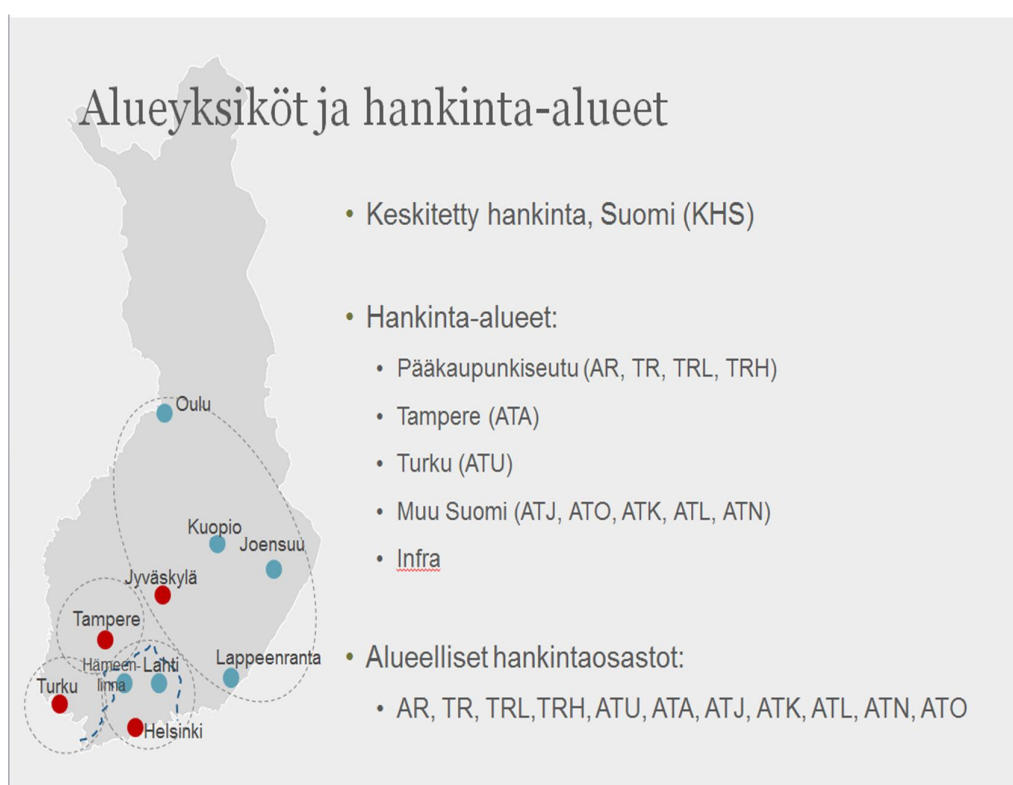 Alueyksiköt ja hankinta-alueet
• Keskitetty hankinta, Suomi (KHS)
• Hankinta-alueet:
• Pääkaupunkiseutu (AR, TR, TRL, TRH)
• Tampere (ATA)
• Turku (ATU)
• Muu Suomi (ATJ, ATO, ATK, ATL, ATN)
• Infra
• Alueelliset hankintaosastot:
• AR, TR, TRL,TRH, ATU, ATA, ATJ, ATK, ATL, ATN, ATO
Oulu
Kuopio
Joensuu
Jyväskylä
Tampere
Hämeen-
linna
Lahti
Lappeenranta
Turku
Helsinki